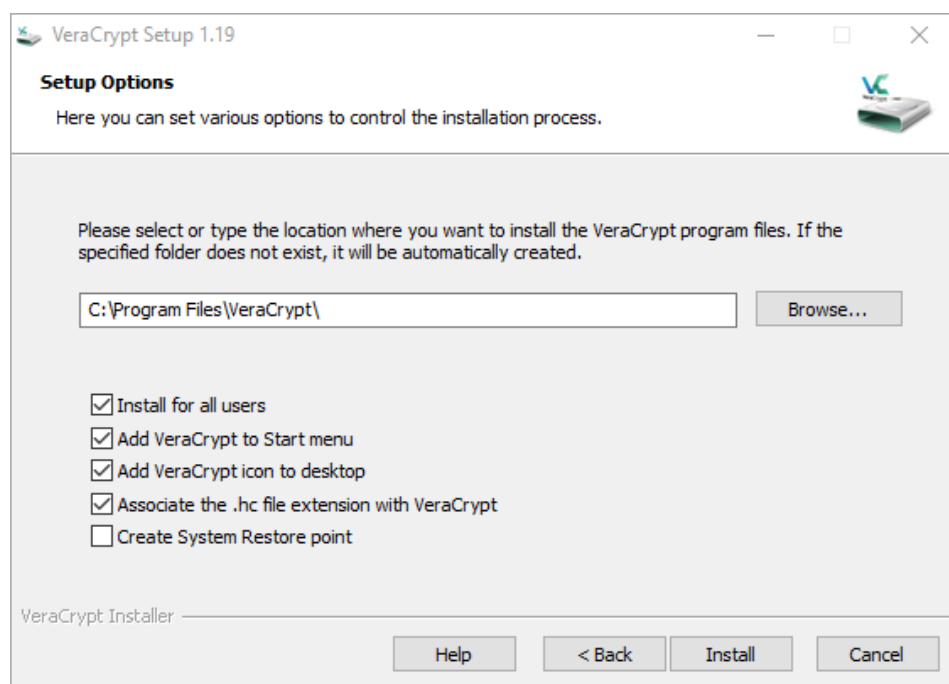 VeraCrypt Setup 1.19
Setup Options
Here you can set various options to control the installation process.
VC
Please select or type the location where you want to install the VeraCrypt program files. If the
specified folder does not exist, it will be automatically created.
C:\Program Files\VeraCrypt\
Browse...
Install for all users
Add VeraCrypt to Start menu
Add VeraCrypt icon to desktop
Associate the .hc file extension with VeraCrypt
Create System Restore point
VeraCrypt Installer
Help
< Back
Install
Cancel